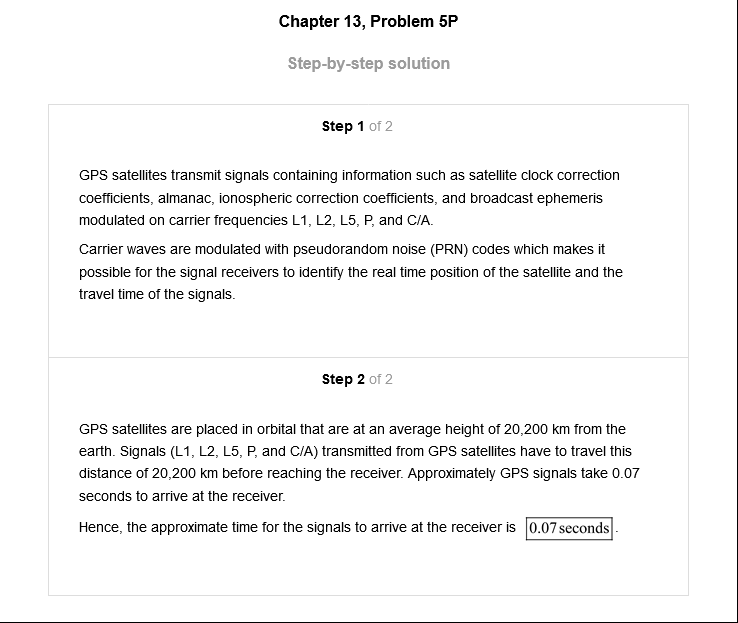 Chapter 13, Problem 5P
Step-by-step solution
Step 1 of 2
GPS satellites transmit signals containing information such as satellite clock correction
coefficients, almanac, ionospheric correction coefficients, and broadcast ephemeris
modulated on carrier frequencies L1, L2, L5, P, and C/A.
Carrier waves are modulated with pseudorandom noise (PRN) codes which makes it
possible for the signal receivers to identify the real time position of the satellite and the
travel time of the signals.
Step 2 of 2
GPS satellites are placed in orbital that are at an average height of 20,200 km from the
earth. Signals (L1, L2, L5, P, and C/A) transmitted from GPS satellites have to travel this
distance of 20,200 km before reaching the receiver. Approximately GPS signals take 0.07
seconds to arrive at the receiver.
Hence, the approximate time for the signals to arrive at the receiver is 0.07 seconds.